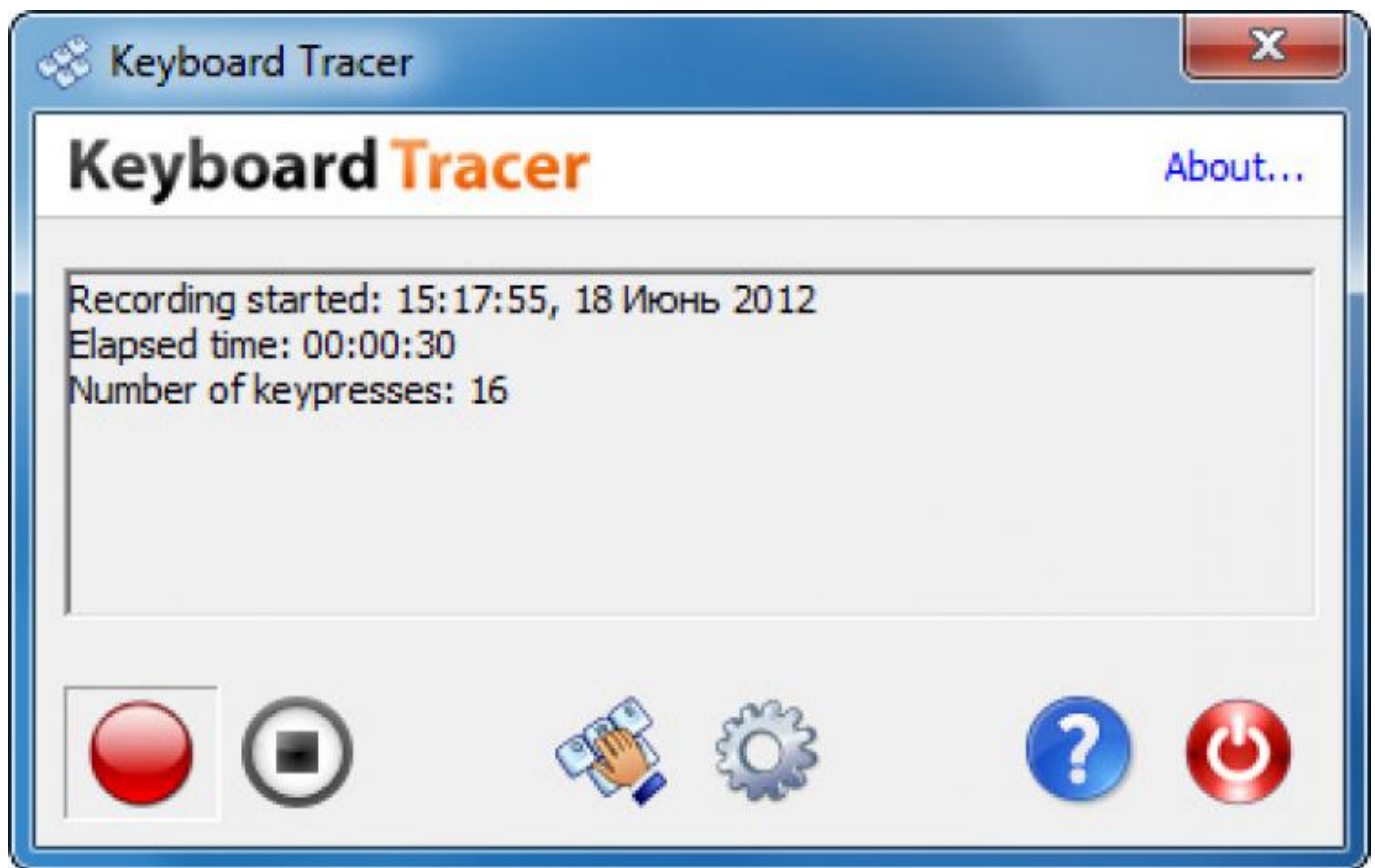 Keyboard Tracer
Keyboard Tracer
About...
Recording started: 15:17:55, 18 Июнь 2012
Elapsed time: 00:00:30
Number of keypresses: 16